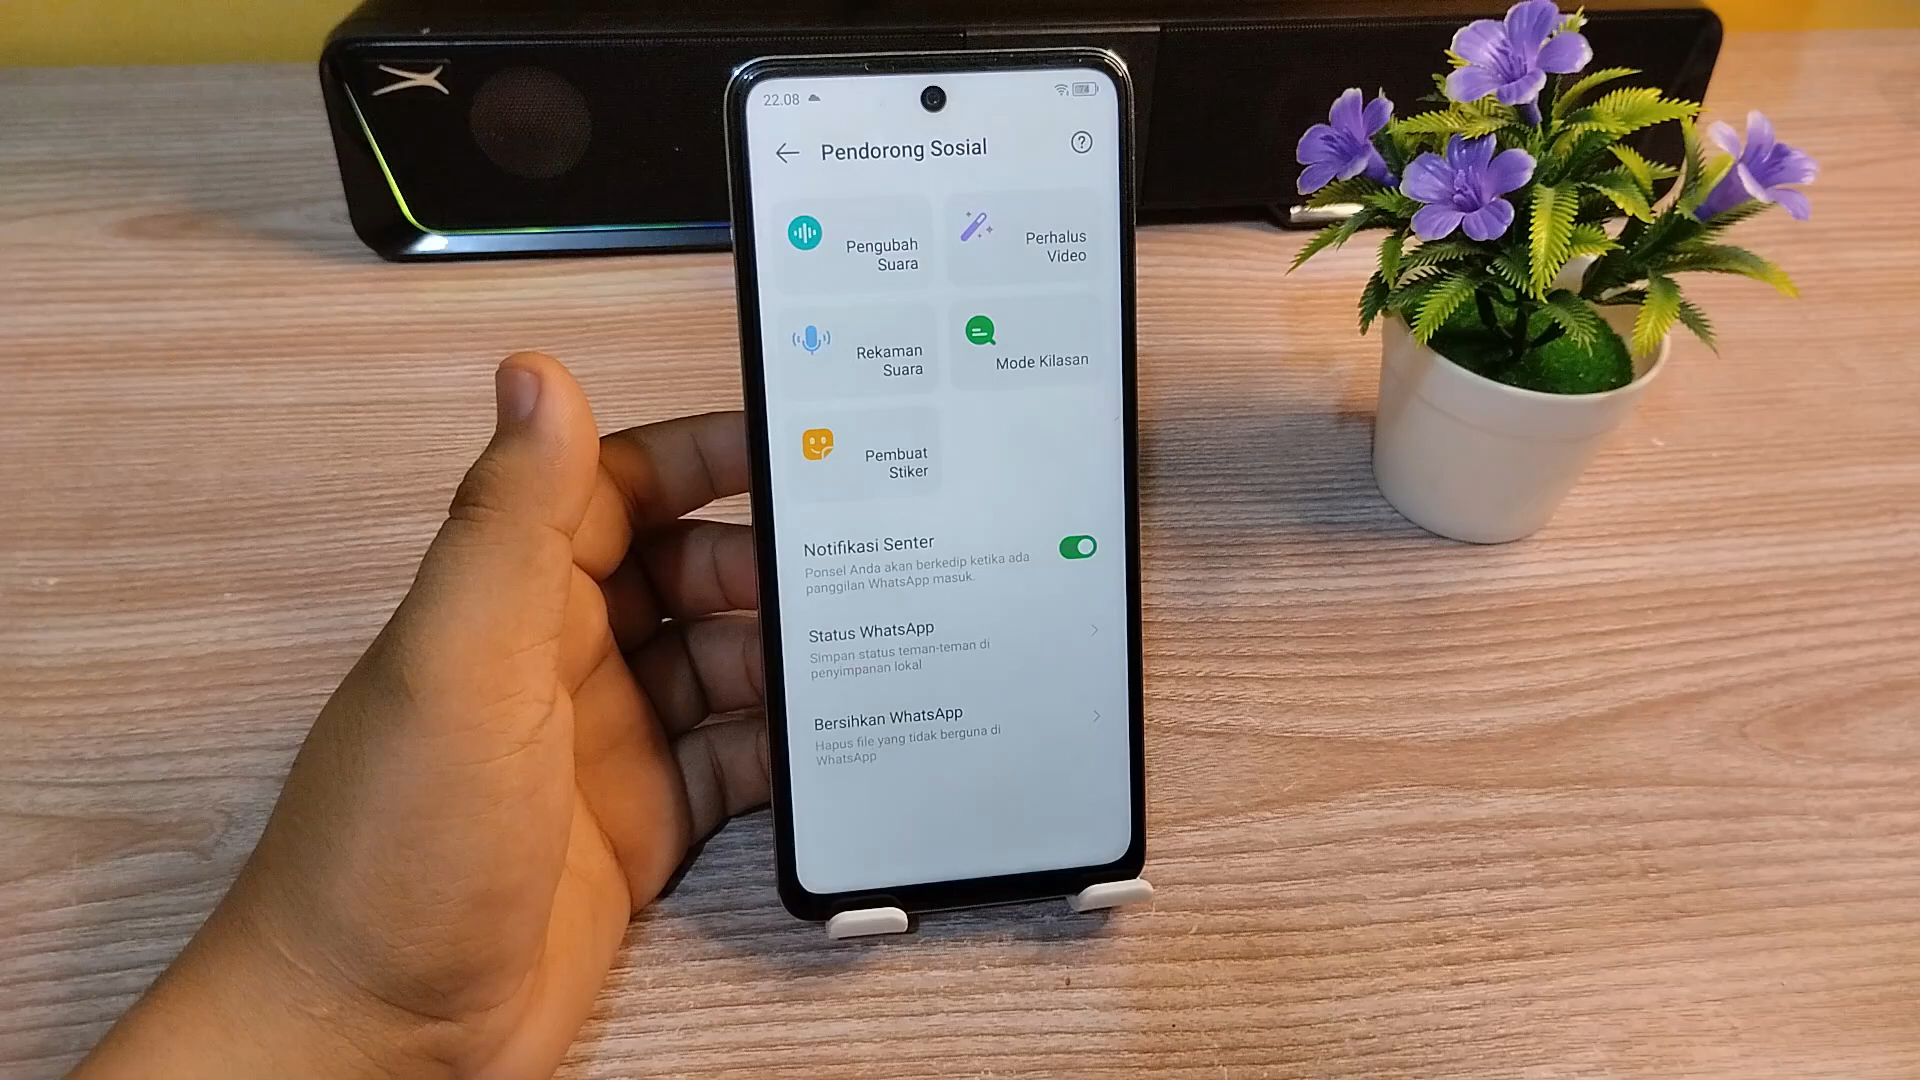 22.08
Pendorong Sosial
Pengubah
Suara
Perhalus
Video
Rekaman
Suara
Mode Kilasan
Pembuat
Stiker
Notifikasi Senter
Ponsel Anda akan berkedip ketika ada
panggilan WhatsApp masuk.
Status WhatsApp
Simpan status teman-teman di
penyimpanan lokal
Bersihkan WhatsApp
Hapus file yang tidak berguna di
WhatsApp